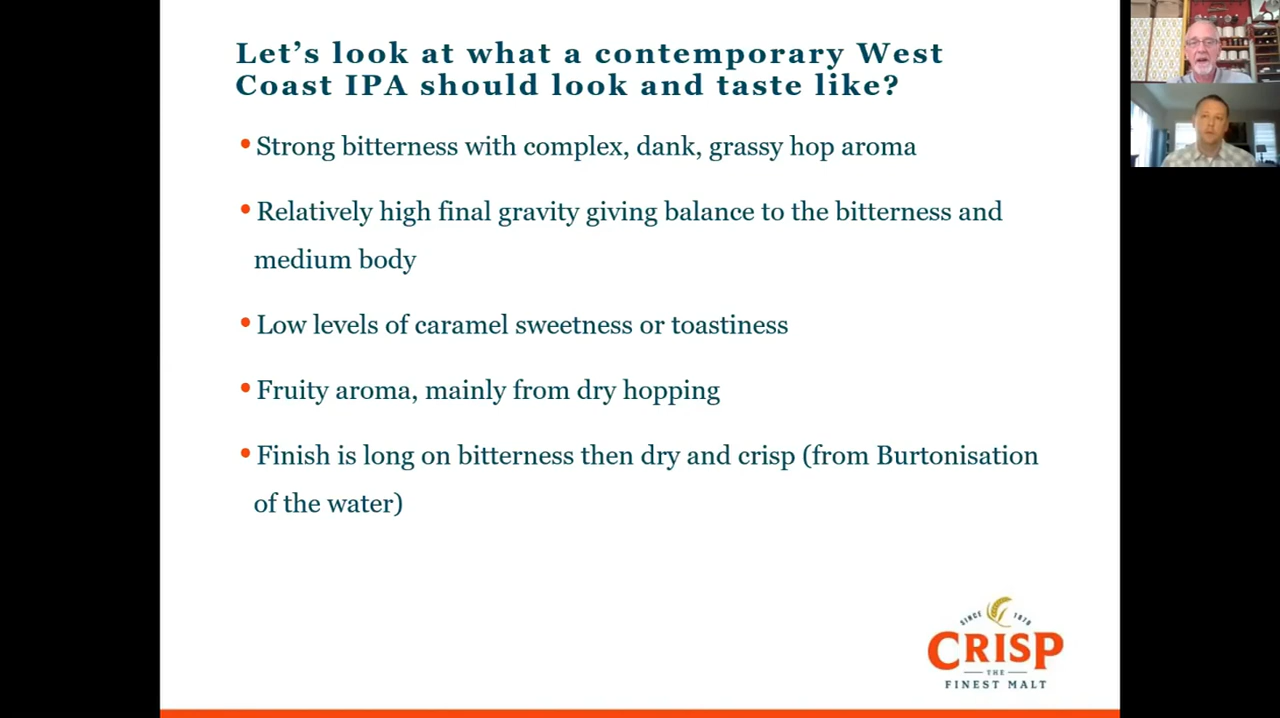 Let's look at what a contemporary West
Coast IPA should look and taste like?
• Strong bitterness with complex, dank, grassy hop aroma
• Relatively high final gravity giving balance to the bitterness and
medium body
• Low levels of caramel sweetness or toastiness
• Fruity aroma, mainly from dry hopping
• Finish is long on bitterness then dry and crisp (from Burtonisation
of the water)
SINCE 1870
CRISP
THE
FINEST MALT